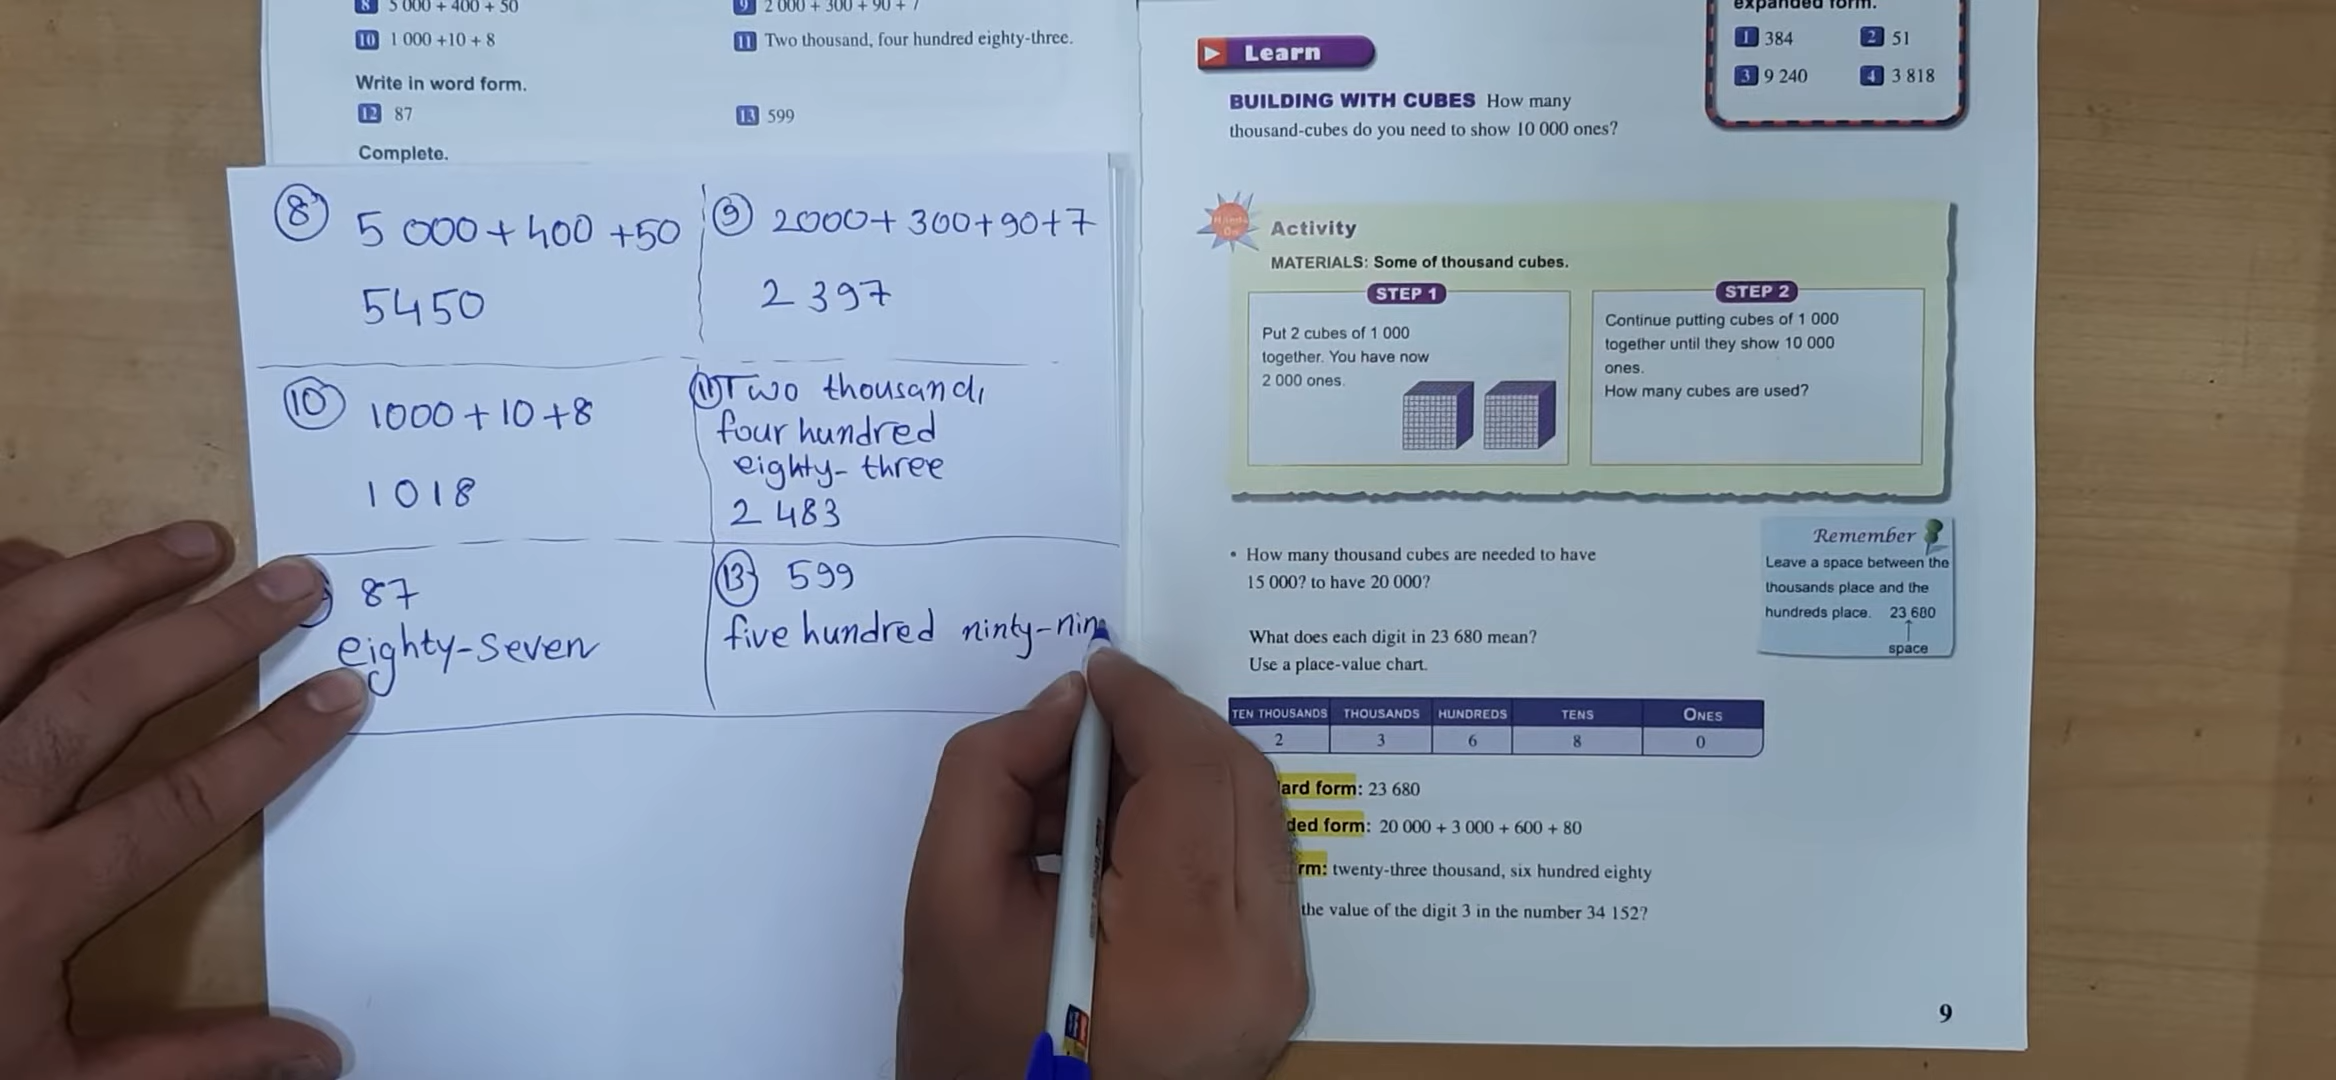 8 5 000 + 400 + 50
9 2 000 + 300 + 90 + 7
10 1 000 +10 + 8
11 Two thousand, four hundred eighty-three.
Write in word form.
12 87
13 599
Complete.
8 5 000 + 400 + 50
5450
9 2000 + 300 + 90 + 7
2 397
10 1000 + 10 + 8
1018
11 Two thousand,
four hundred
eighty-three
2 483
87
eighty-seven
13 599
five hundred ninty-nin
expanded form.
1 384
2 51
3 9 240
4 3 818
Learn
BUILDING WITH CUBES How many
thousand-cubes do you need to show 10 000 ones?
Hands
On
Activity
MATERIALS: Some of thousand cubes.
STEP 1
Put 2 cubes of 1 000
together. You have now
2 000 ones.
STEP 2
Continue putting cubes of 1 000
together until they show 10 000
ones.
How many cubes are used?
• How many thousand cubes are needed to have
15 000? to have 20 000?
What does each digit in 23 680 mean?
Use a place-value chart.
Remember
Leave a space between the
thousands place and the
hundreds place. 23 680
space
TEN THOUSANDS THOUSANDS HUNDREDS TENS ONES
2 3 6 8 0
ard form: 23 680
ded form: 20 000 + 3 000 + 600 + 80
rm: twenty-three thousand, six hundred eighty
the value of the digit 3 in the number 34 152?
9